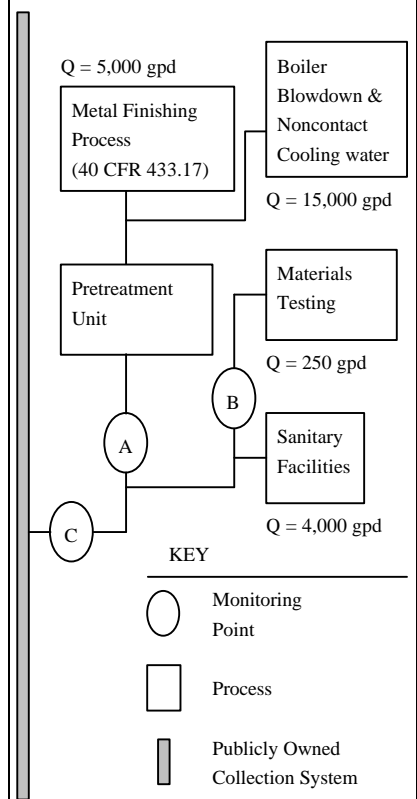 Q = 5,000 gpd
Metal Finishing
Process
(40 CFR 433.17)
Boiler
Blowdown &
Noncontact
Cooling water
Q = 15,000 gpd
Pretreatment
Unit
Materials
Testing
Q = 250 gpd
B
A
Sanitary
Facilities
Q = 4,000 gpd
C
KEY
Monitoring
Point
Process
Publicly Owned
Collection System